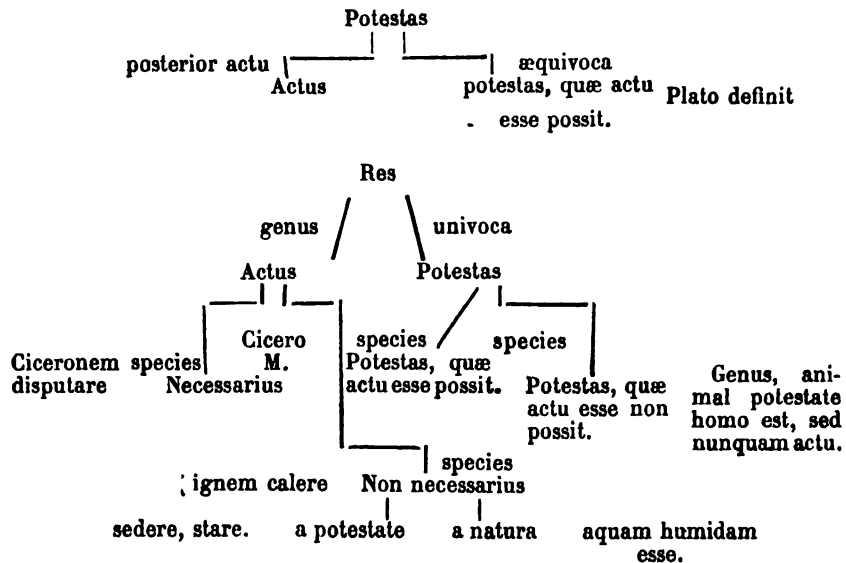 Potestas
posterior actu
Actus
æquivoca
potestas, quæ actu
esse possit.
Plato definit
Res
genus
univoca
Actus
Potestas
Ciceronem
disputare
species
Necessarius
Cicero
M.
species
Potestas, quæ
actu esse possit.
species
Potestas, quæ
actu esse non
possit.
Genus, ani-
mal potestate
homo est, sed
nunquam actu.
species
ignem calere
Non necessarius
sedere, stare.
a potestate
a natura
aquam humidam
esse.